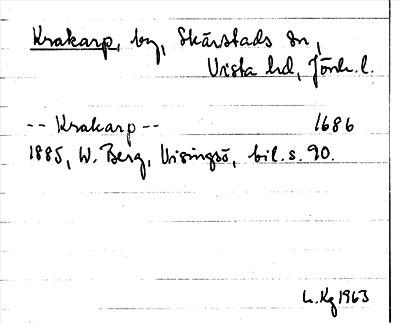 Krakarp, by, Skärstads sn,
Vista hd, Jönk. l.
-- Krakarp -- 1686
1885, W. Berg, Visingsö, bil. s. 90.
L. Kg 1963